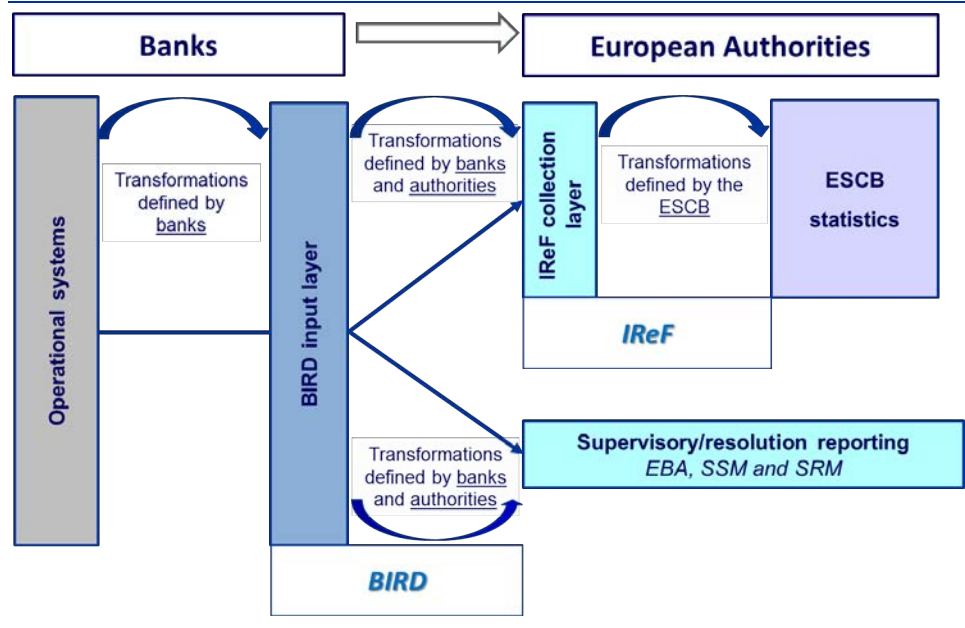 Banks
European Authorities
Operational systems
Transformations
defined by
banks
BIRD input layer
Transformations
defined by banks
and authorities
IReF collection
layer
Transformations
defined by the
ESCB
ESCB
statistics
IReF
Transformations
defined by banks
and authorities
Supervisory/resolution reporting
EBA, SSM and SRM
BIRD